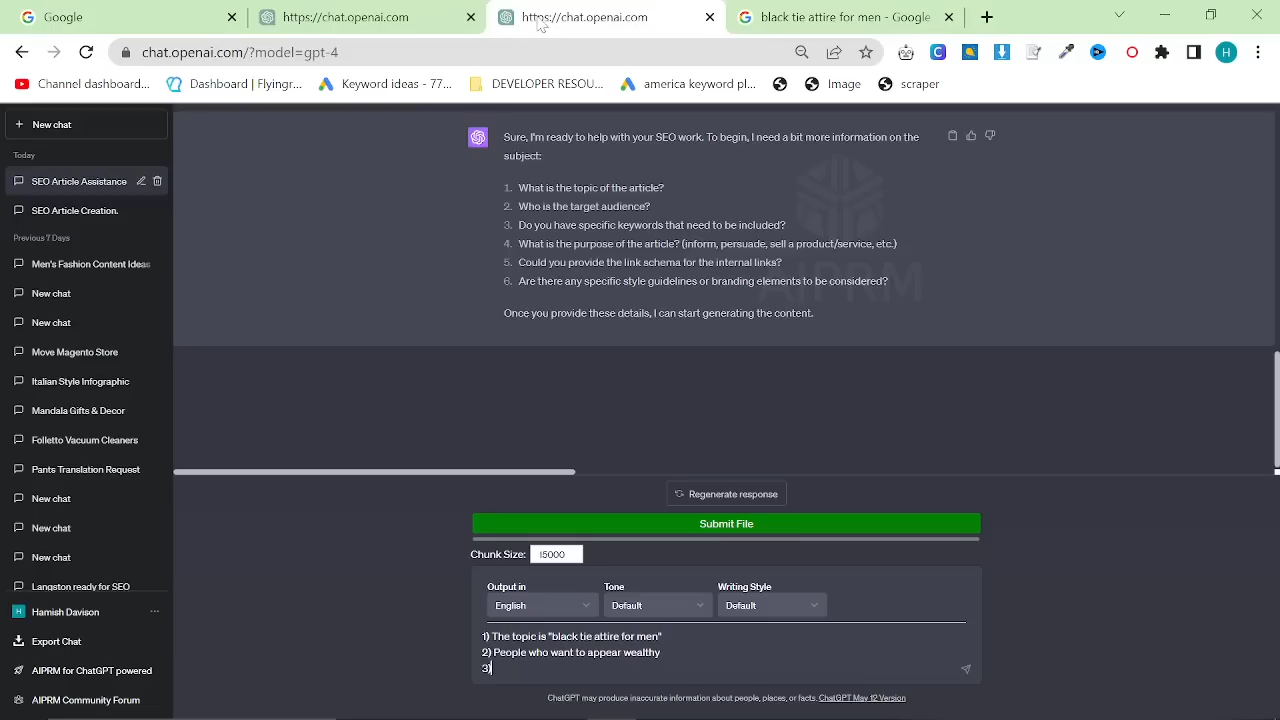 Google
https://chat.openai.com
https://chat.openai.com
black tie attire for men - Google
chat.openai.com/?model=gpt-4
Channel dashboard...
Dashboard | Flyingr...
Keyword ideas - 77...
DEVELOPER RESOU...
america keyword pl...
Image
scraper
New chat
Today
SEO Article Assistance
SEO Article Creation.
Previous 7 Days
Men's Fashion Content Ideas
New chat
New chat
Move Magento Store
Italian Style Infographic
Mandala Gifts & Decor
Folletto Vacuum Cleaners
Pants Translation Request
New chat
New chat
New chat
Langston ready for SEO
Hamish Davison
Export Chat
AIPRM for ChatGPT powered
AIPRM Community Forum
Sure, I'm ready to help with your SEO work. To begin, I need a bit more information on the
subject:
1. What is the topic of the article?
2. Who is the target audience?
3. Do you have specific keywords that need to be included?
4. What is the purpose of the article? (inform, persuade, sell a product/service, etc.)
5. Could you provide the link schema for the internal links?
6. Are there any specific style guidelines or branding elements to be considered?
Once you provide these details, I can start generating the content.
AIPRM
Regenerate response
Submit File
Chunk Size: 15000
Output in
Tone
Writing Style
English
Default
Default
1) The topic is "black tie attire for men"
2) People who want to appear wealthy
3)
ChatGPT may produce inaccurate information about people, places, or facts. ChatGPT May 12 Version